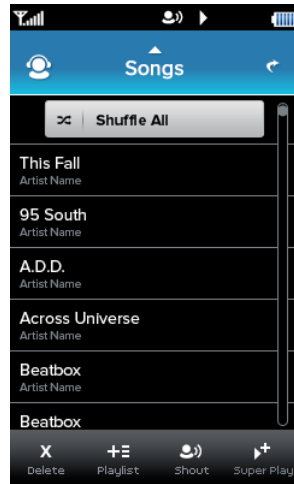 Songs
Shuffle All
This Fall
Artist Name
95 South
Artist Name
A.D.D.
Artist Name
Across Universe
Artist Name
Beatbox
Artist Name
Beatbox
X
Delete Playlist Shout Super Play